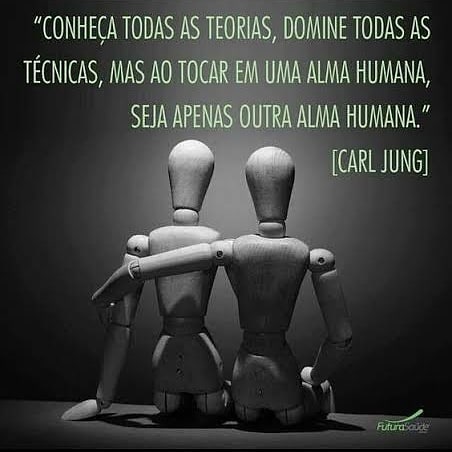 “CONHEÇA TODAS AS TEORIAS, DOMINE TODAS AS
TÉCNICAS, MAS AO TOCAR EM UMA ALMA HUMANA,
SEJA APENAS OUTRA ALMA HUMANA.”
[CARL JUNG]
FuturaSaúde